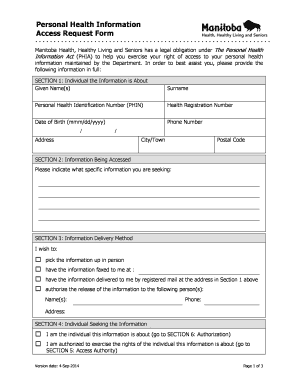 Personal Health Information
Access Request Form
Manitoba
Health, Healthy Living and Seniors
Manitoba Health, Healthy Living and Seniors has a legal obligation under The Personal Health
Information Act (PHIA) to help you exercise your right of access to your personal health
information maintained by the Department. In order to best assist you, please provide the
following information in full:
SECTION 1: Individual the Information is About
Given Name(s)
Surname
Personal Health Identification Number (PHIN)
Health Registration Number
Date of Birth (mmm/dd/yyyy)
/ /
Phone Number
Address
City/Town
Postal Code
SECTION 2: Information Being Accessed
Please indicate what specific information you are seeking:
SECTION 3: Information Delivery Method
I wish to:
pick the information up in person
have the information faxed to me at :
have the information delivered to me by registered mail at the address in Section 1 above
authorize the release of the information to the following person(s):
Name(s): Phone:
Address:
SECTION 4: Individual Seeking the Information
I am the individual this information is about (go to Section 6: Authorization)
I am authorized to exercise the rights of the individual this information is about (go to
SECTION 5: Access Authority)
Version date: 4-Sep-2014
Page 1 of 3